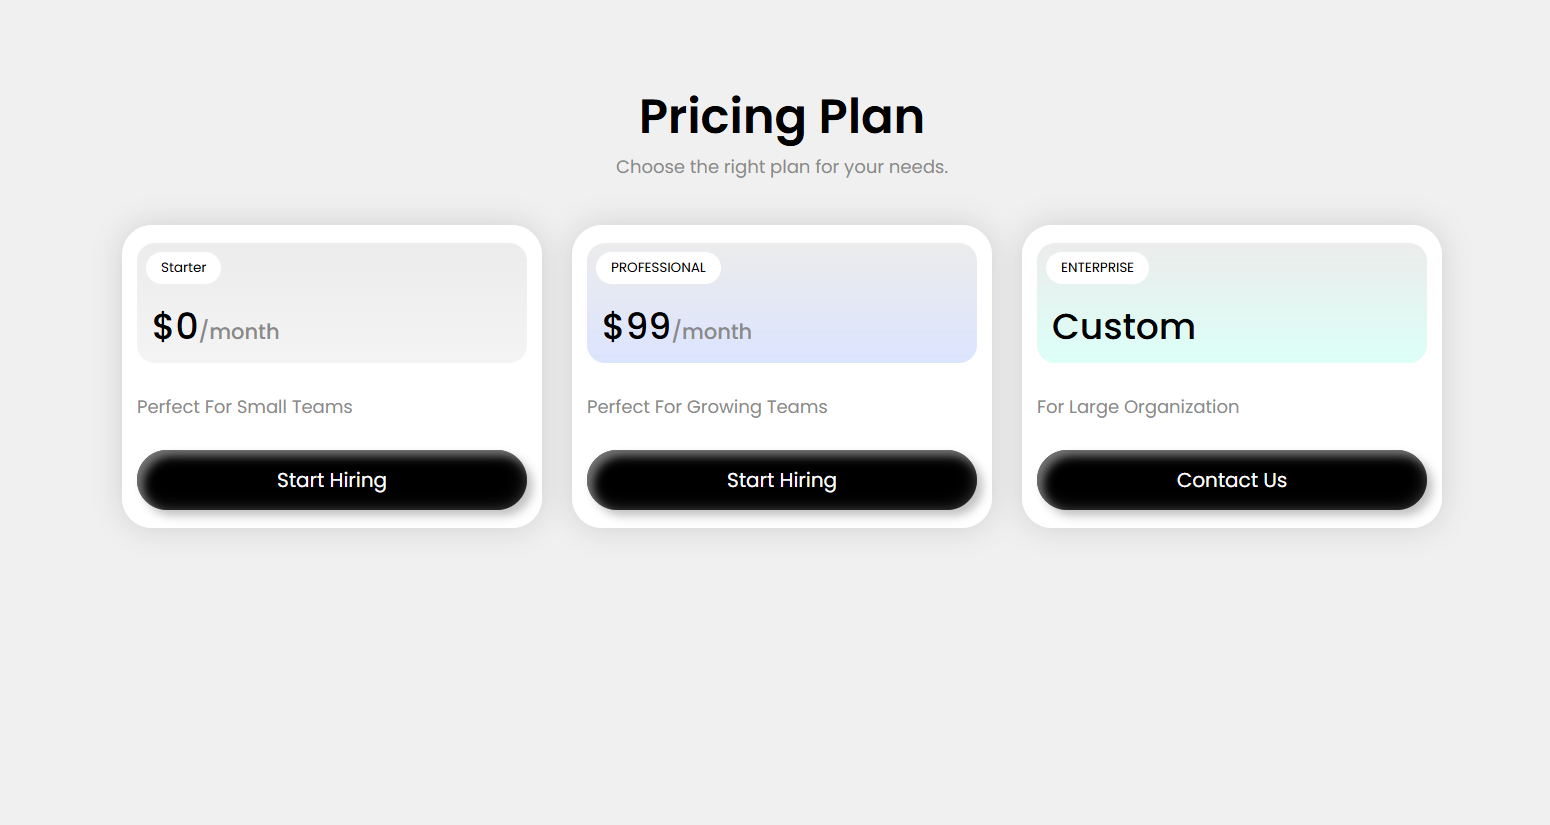 Pricing Plan
Choose the right plan for your needs.
Starter
$0/month
Perfect For Small Teams
Start Hiring
PROFESSIONAL
$99/month
Perfect For Growing Teams
Start Hiring
ENTERPRISE
Custom
For Large Organization
Contact Us